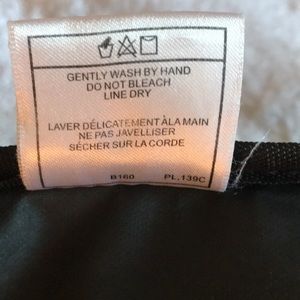 GENTLY WASH BY HAND
DO NOT BLEACH
LINE DRY
LAVER DÉLICATEMENT À LA MAIN
NE PAS JAVELLISER
SÉCHER SUR LA CORDE
B160 PL.139C